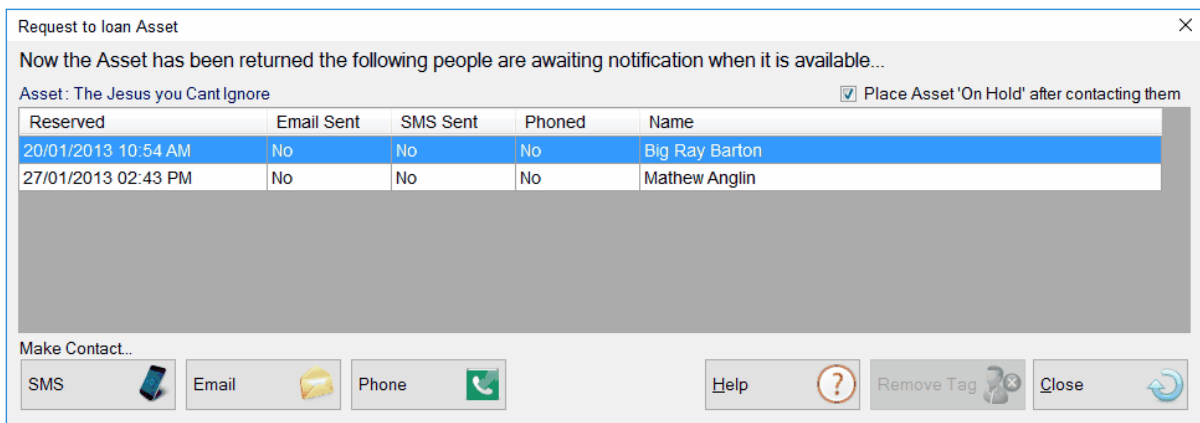 Request to loan Asset
Now the Asset has been returned the following people are awaiting notification when it is available...
Asset : The Jesus you Cant Ignore Place Asset 'On Hold' after contacting them
Reserved Email Sent SMS Sent Phoned Name
20/01/2013 10:54 AM No No No Big Ray Barton
27/01/2013 02:43 PM No No No Mathew Anglin
Make Contact...
SMS Email Phone Help ? Remove Tag Close